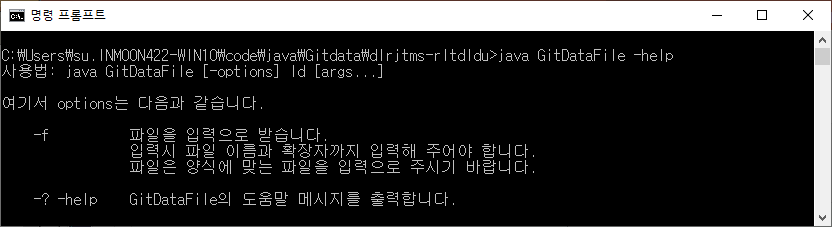 명령 프롬프트
C:\Users\su.INMOON422-WIN10\code\java\Gitdata\dlrjtms-rltdldu>java GitDataFile -help
사용법: java GitDataFile [-options] Id [args...]
여기서 options는 다음과 같습니다.
-f 파일을 입력으로 받습니다.
입력시 파일 이름과 확장자까지 입력해 주어야 합니다.
파일은 양식에 맞는 파일을 입력으로 주시기 바랍니다.
-? -help GitDataFile의 도움말 메시지를 출력합니다.